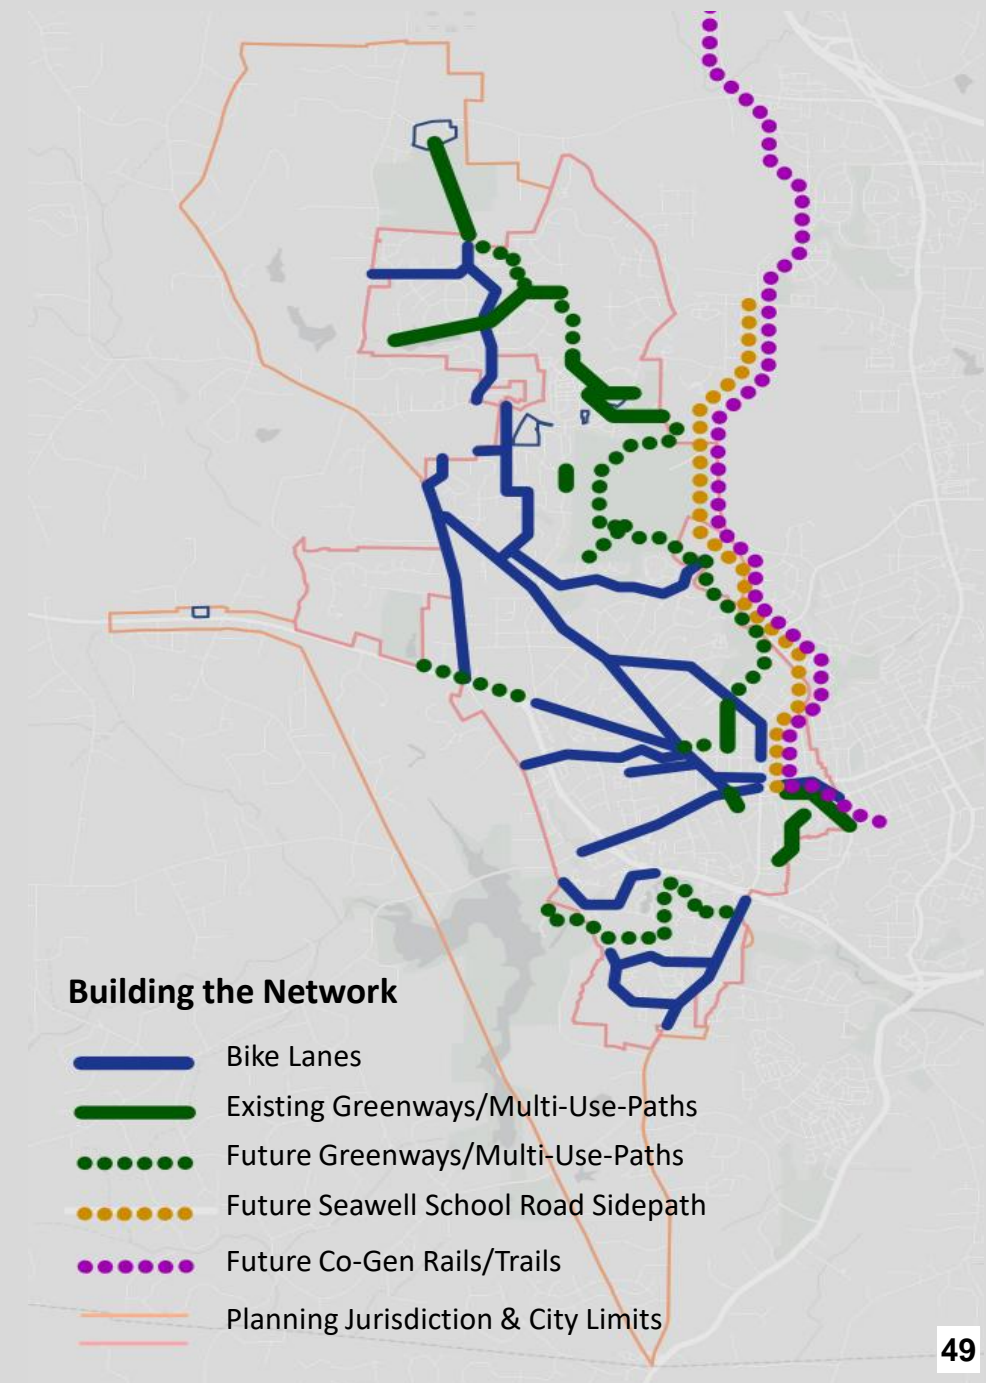 Building the Network
Bike Lanes
Existing Greenways/Multi-Use-Paths
Future Greenways/Multi-Use-Paths
Future Seawell School Road Sidepath
Future Co-Gen Rails/Trails
Planning Jurisdiction & City Limits
49